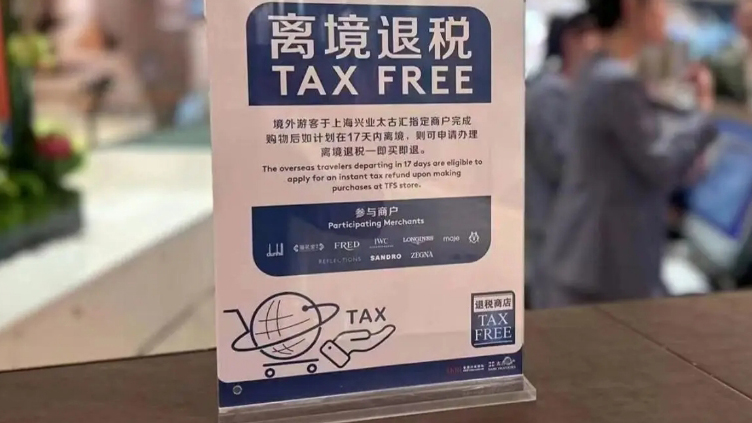 离境退税
TAX FREE
境外游客于上海兴业太古汇指定商户完成
购物后如计划在17天内离境，则可申请办理
离境退税—即买即退。
The overseas travelers departing in 17 days are eligible to
apply for an instant tax refund upon making
purchases at TFS store.
参与商户
Participating Merchants
dunhill FRED IWC LONGINES maje
REFLECTIONS SANDRO ZEGNA
TAX
退税商店
TAX
FREE